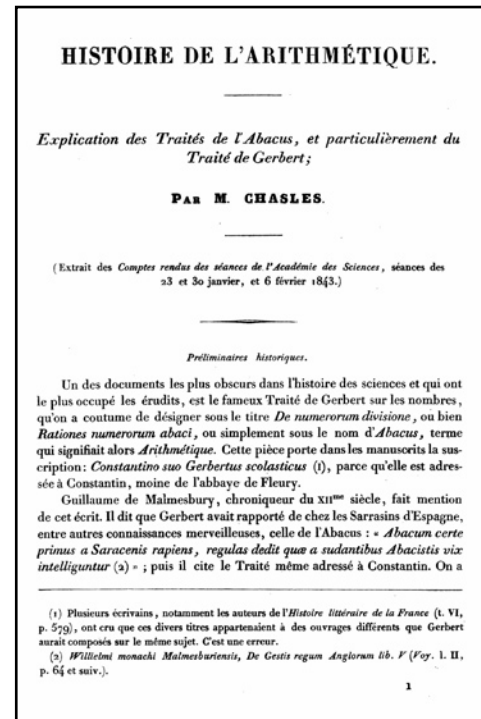 HISTOIRE DE L'ARITHMÉTIQUE.
Explication des Traités de l'Abacus, et particulièrement du
Traité de Gerbert;
PAR M. CHASLES.
(Extrait des Comptes rendus des séances de l'Académie des Sciences, séances des
23 et 30 janvier, et 6 février 1843.)
Préliminaires historiques.
Un des documents les plus obscurs dans l'histoire des sciences et qui ont
le plus occupé les érudits, est le fameux Traité de Gerbert sur les nombres,
qu'on a coutume de désigner sous le titre De numerorum divisione, ou bien
Rationes numerorum abaci, ou simplement sous le nom d'Abacus, terme
qui signifiait alors Arithmétique. Cette pièce porte dans les manuscrits la sus-
cription: Constantino suo Gerbertus scolasticus (1), parce qu'elle est adres-
sée à Constantin, moine de l'abbaye de Fleury.
Guillaume de Malmesbury, chroniqueur du XIIme siècle, fait mention
de cet écrit. Il dit que Gerbert avait rapporté de chez les Sarrasins d'Espagne,
entre autres connaissances merveilleuses, celle de l'Abacus : « Abacum certe
primus a Saracenis rapiens, regulas dedit quæ a sudantibus Abacistis vix
intelliguntur (2) » ; puis il cite le Traité même adressé à Constantin. On a
(1) Plusieurs écrivains, notamment les auteurs de l'Histoire littéraire de la France (t. VI,
p. 579), ont cru que ces divers titres appartenaient à des ouvrages différents que Gerbert
aurait composés sur le même sujet. C'est une erreur.
(2) Willielmi monachi Malmesburiensis, De Gestis regum Anglorum lib. V (Voy. l. II,
p. 64 et suiv.).
1